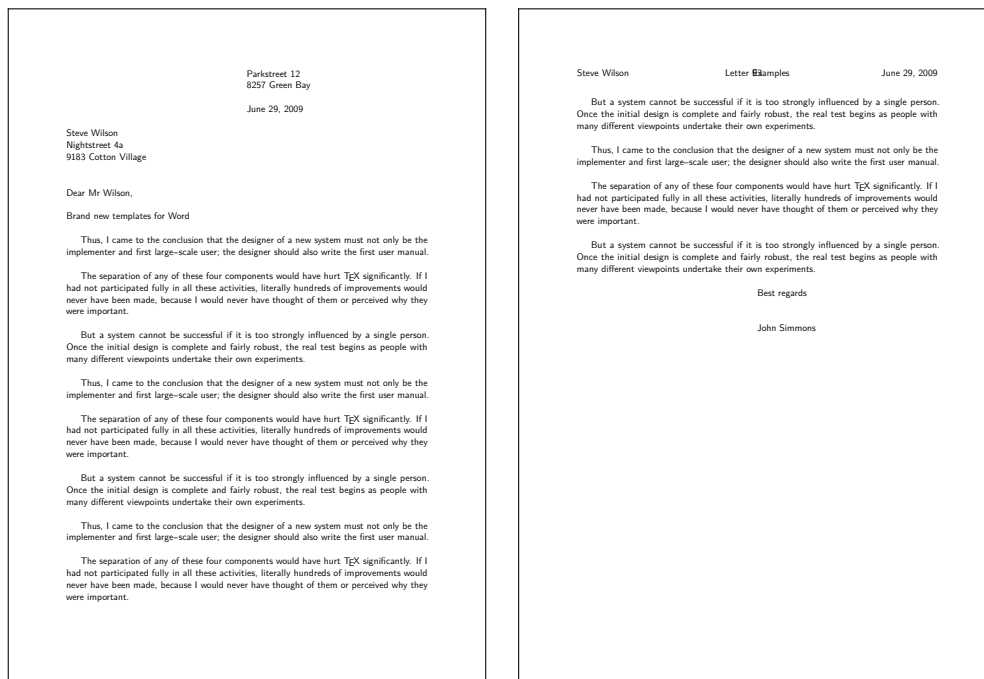 Parkstreet 12
8257 Green Bay
June 29, 2009
Steve Wilson
Nightstreet 4a
9183 Cotton Village
Dear Mr Wilson,
Brand new templates for Word
Thus, I came to the conclusion that the designer of a new system must not only be the
implementer and first large–scale user; the designer should also write the first user manual.
The separation of any of these four components would have hurt TEX significantly. If I
had not participated fully in all these activities, literally hundreds of improvements would
never have been made, because I would never have thought of them or perceived why they
were important.
But a system cannot be successful if it is too strongly influenced by a single person.
Once the initial design is complete and fairly robust, the real test begins as people with
many different viewpoints undertake their own experiments.
Thus, I came to the conclusion that the designer of a new system must not only be the
implementer and first large–scale user; the designer should also write the first user manual.
The separation of any of these four components would have hurt TEX significantly. If I
had not participated fully in all these activities, literally hundreds of improvements would
never have been made, because I would never have thought of them or perceived why they
were important.
But a system cannot be successful if it is too strongly influenced by a single person.
Once the initial design is complete and fairly robust, the real test begins as people with
many different viewpoints undertake their own experiments.
Thus, I came to the conclusion that the designer of a new system must not only be the
implementer and first large–scale user; the designer should also write the first user manual.
The separation of any of these four components would have hurt TEX significantly. If I
had not participated fully in all these activities, literally hundreds of improvements would
never have been made, because I would never have thought of them or perceived why they
were important.
Steve Wilson Letter Examples June 29, 2009
But a system cannot be successful if it is too strongly influenced by a single person.
Once the initial design is complete and fairly robust, the real test begins as people with
many different viewpoints undertake their own experiments.
Thus, I came to the conclusion that the designer of a new system must not only be the
implementer and first large–scale user; the designer should also write the first user manual.
The separation of any of these four components would have hurt TEX significantly. If I
had not participated fully in all these activities, literally hundreds of improvements would
never have been made, because I would never have thought of them or perceived why they
were important.
But a system cannot be successful if it is too strongly influenced by a single person.
Once the initial design is complete and fairly robust, the real test begins as people with
many different viewpoints undertake their own experiments.
Best regards
John Simmons